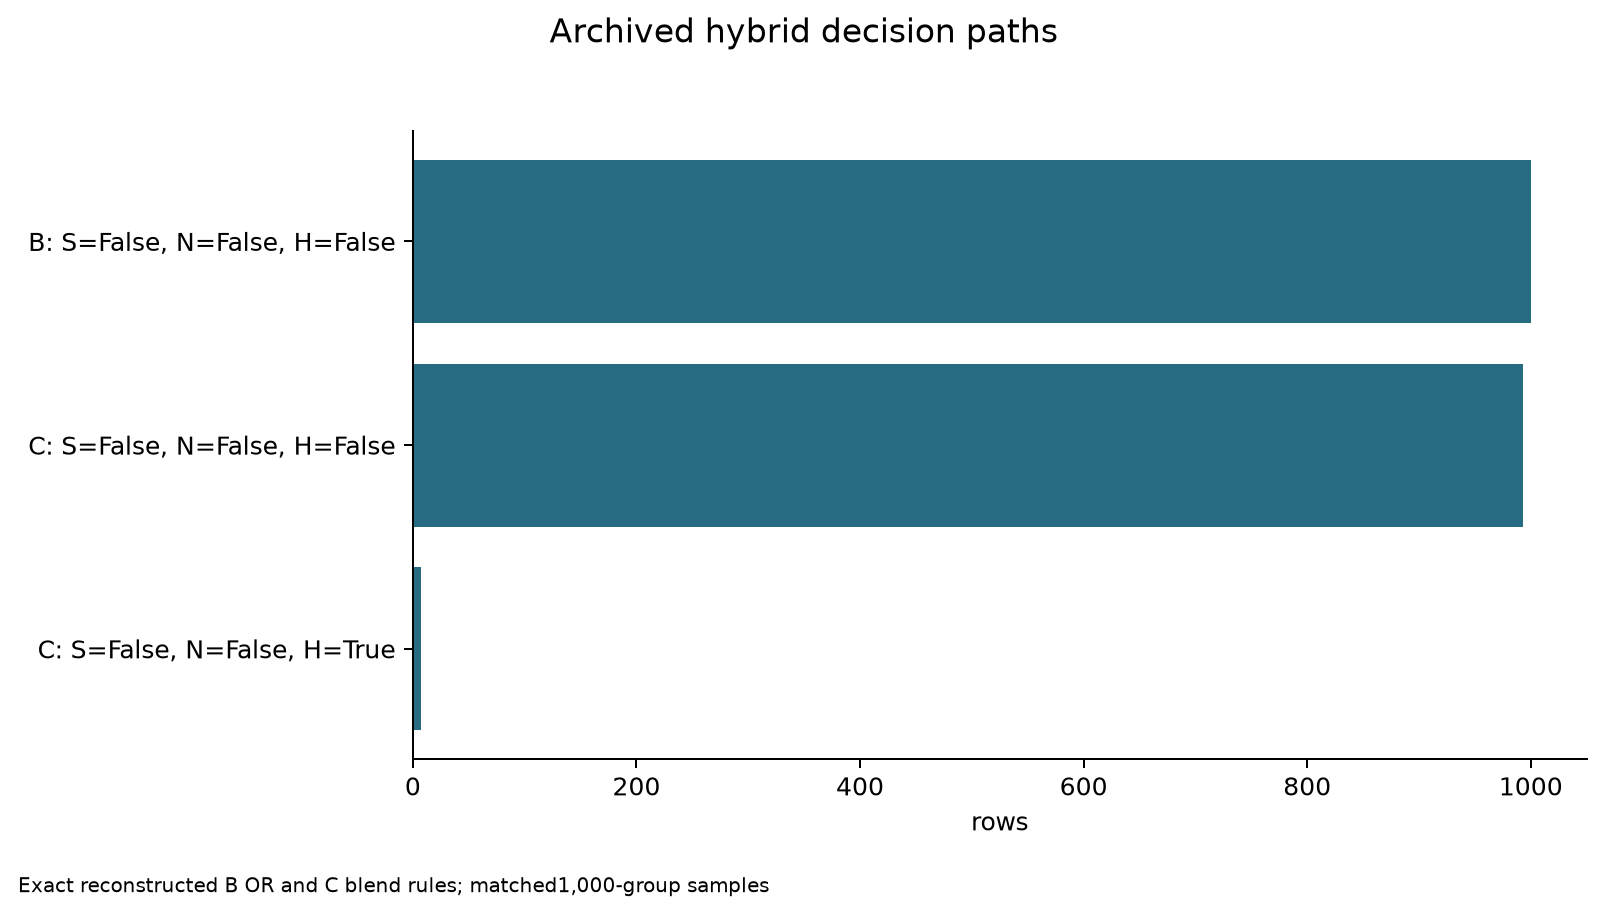 Archived hybrid decision paths
B: S=False, N=False, H=False
C: S=False, N=False, H=False
C: S=False, N=False, H=True
0 200 400 600 800 1000
rows
Exact reconstructed B OR and C blend rules; matched1,000-group samples